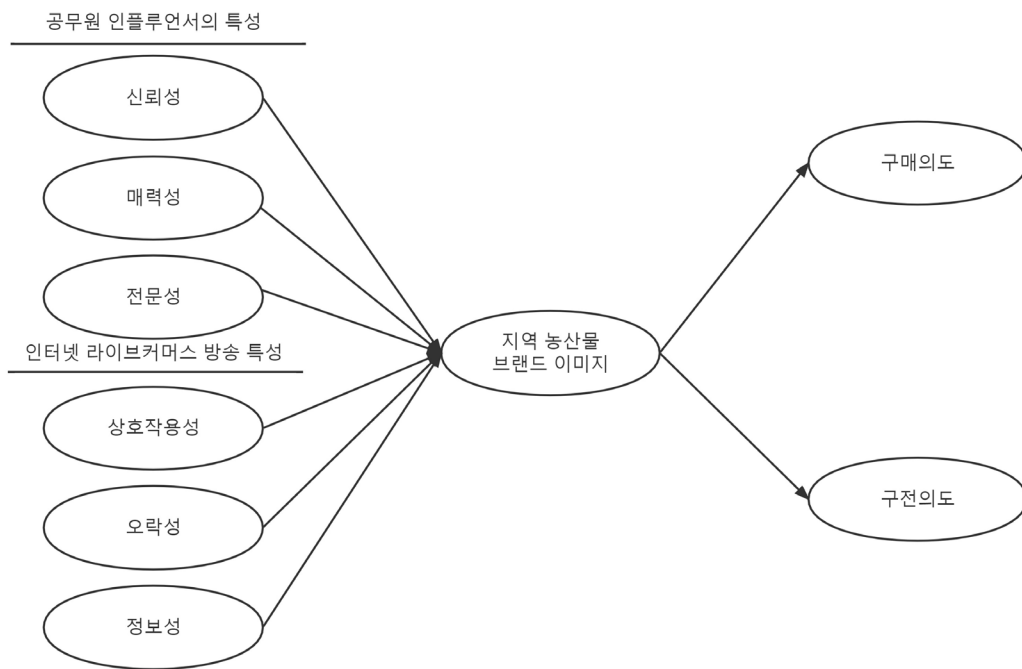 공무원 인플루언서의 특성
신뢰성
매력성
전문성
인터넷 라이브커머스 방송 특성
상호작용성
오락성
정보성
지역 농산물
브랜드 이미지
구매의도
구전의도